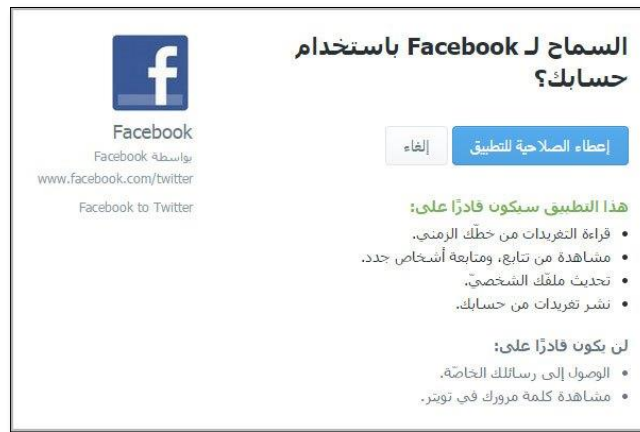 السماح لـ Facebook باستخدام
حسابك؟
إعطاء الصلاحية للتطبيق
إلغاء
هذا التطبيق سيكون قادرًا على:
• قراءة التغريدات من خطّك الزمني.
• مشاهدة من تتابع، ومتابعة أشخاص جدد.
• تحديث ملفّك الشخصيّ.
• نشر تغريدات من حسابك.
لن يكون قادرًا على:
• الوصول إلى رسائلك الخاصّة.
• مشاهدة كلمة مرورك في تويتر.
f
Facebook
بواسطة Facebook
www.facebook.com/twitter
Facebook to Twitter